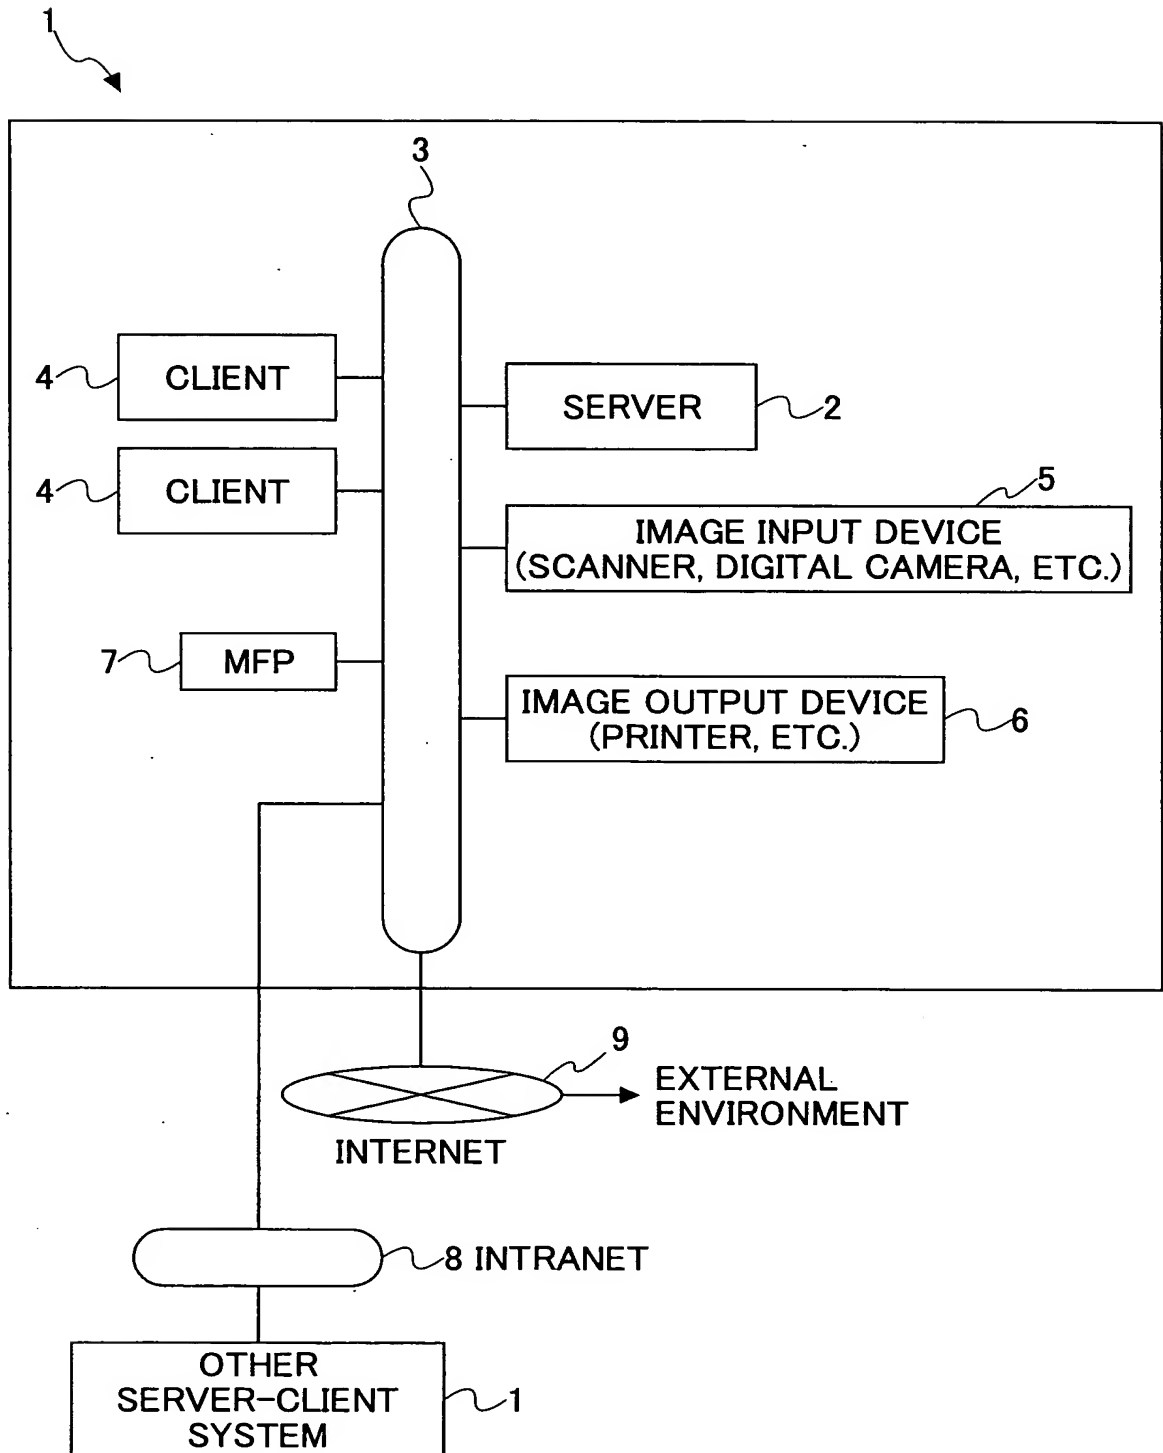 1
3
4 CLIENT
SERVER 2
4 CLIENT
5
IMAGE INPUT DEVICE
(SCANNER, DIGITAL CAMERA, ETC.)
7 MFP
IMAGE OUTPUT DEVICE
(PRINTER, ETC.)
6
9
EXTERNAL
ENVIRONMENT
INTERNET
8 INTRANET
OTHER
SERVER-CLIENT
SYSTEM
1